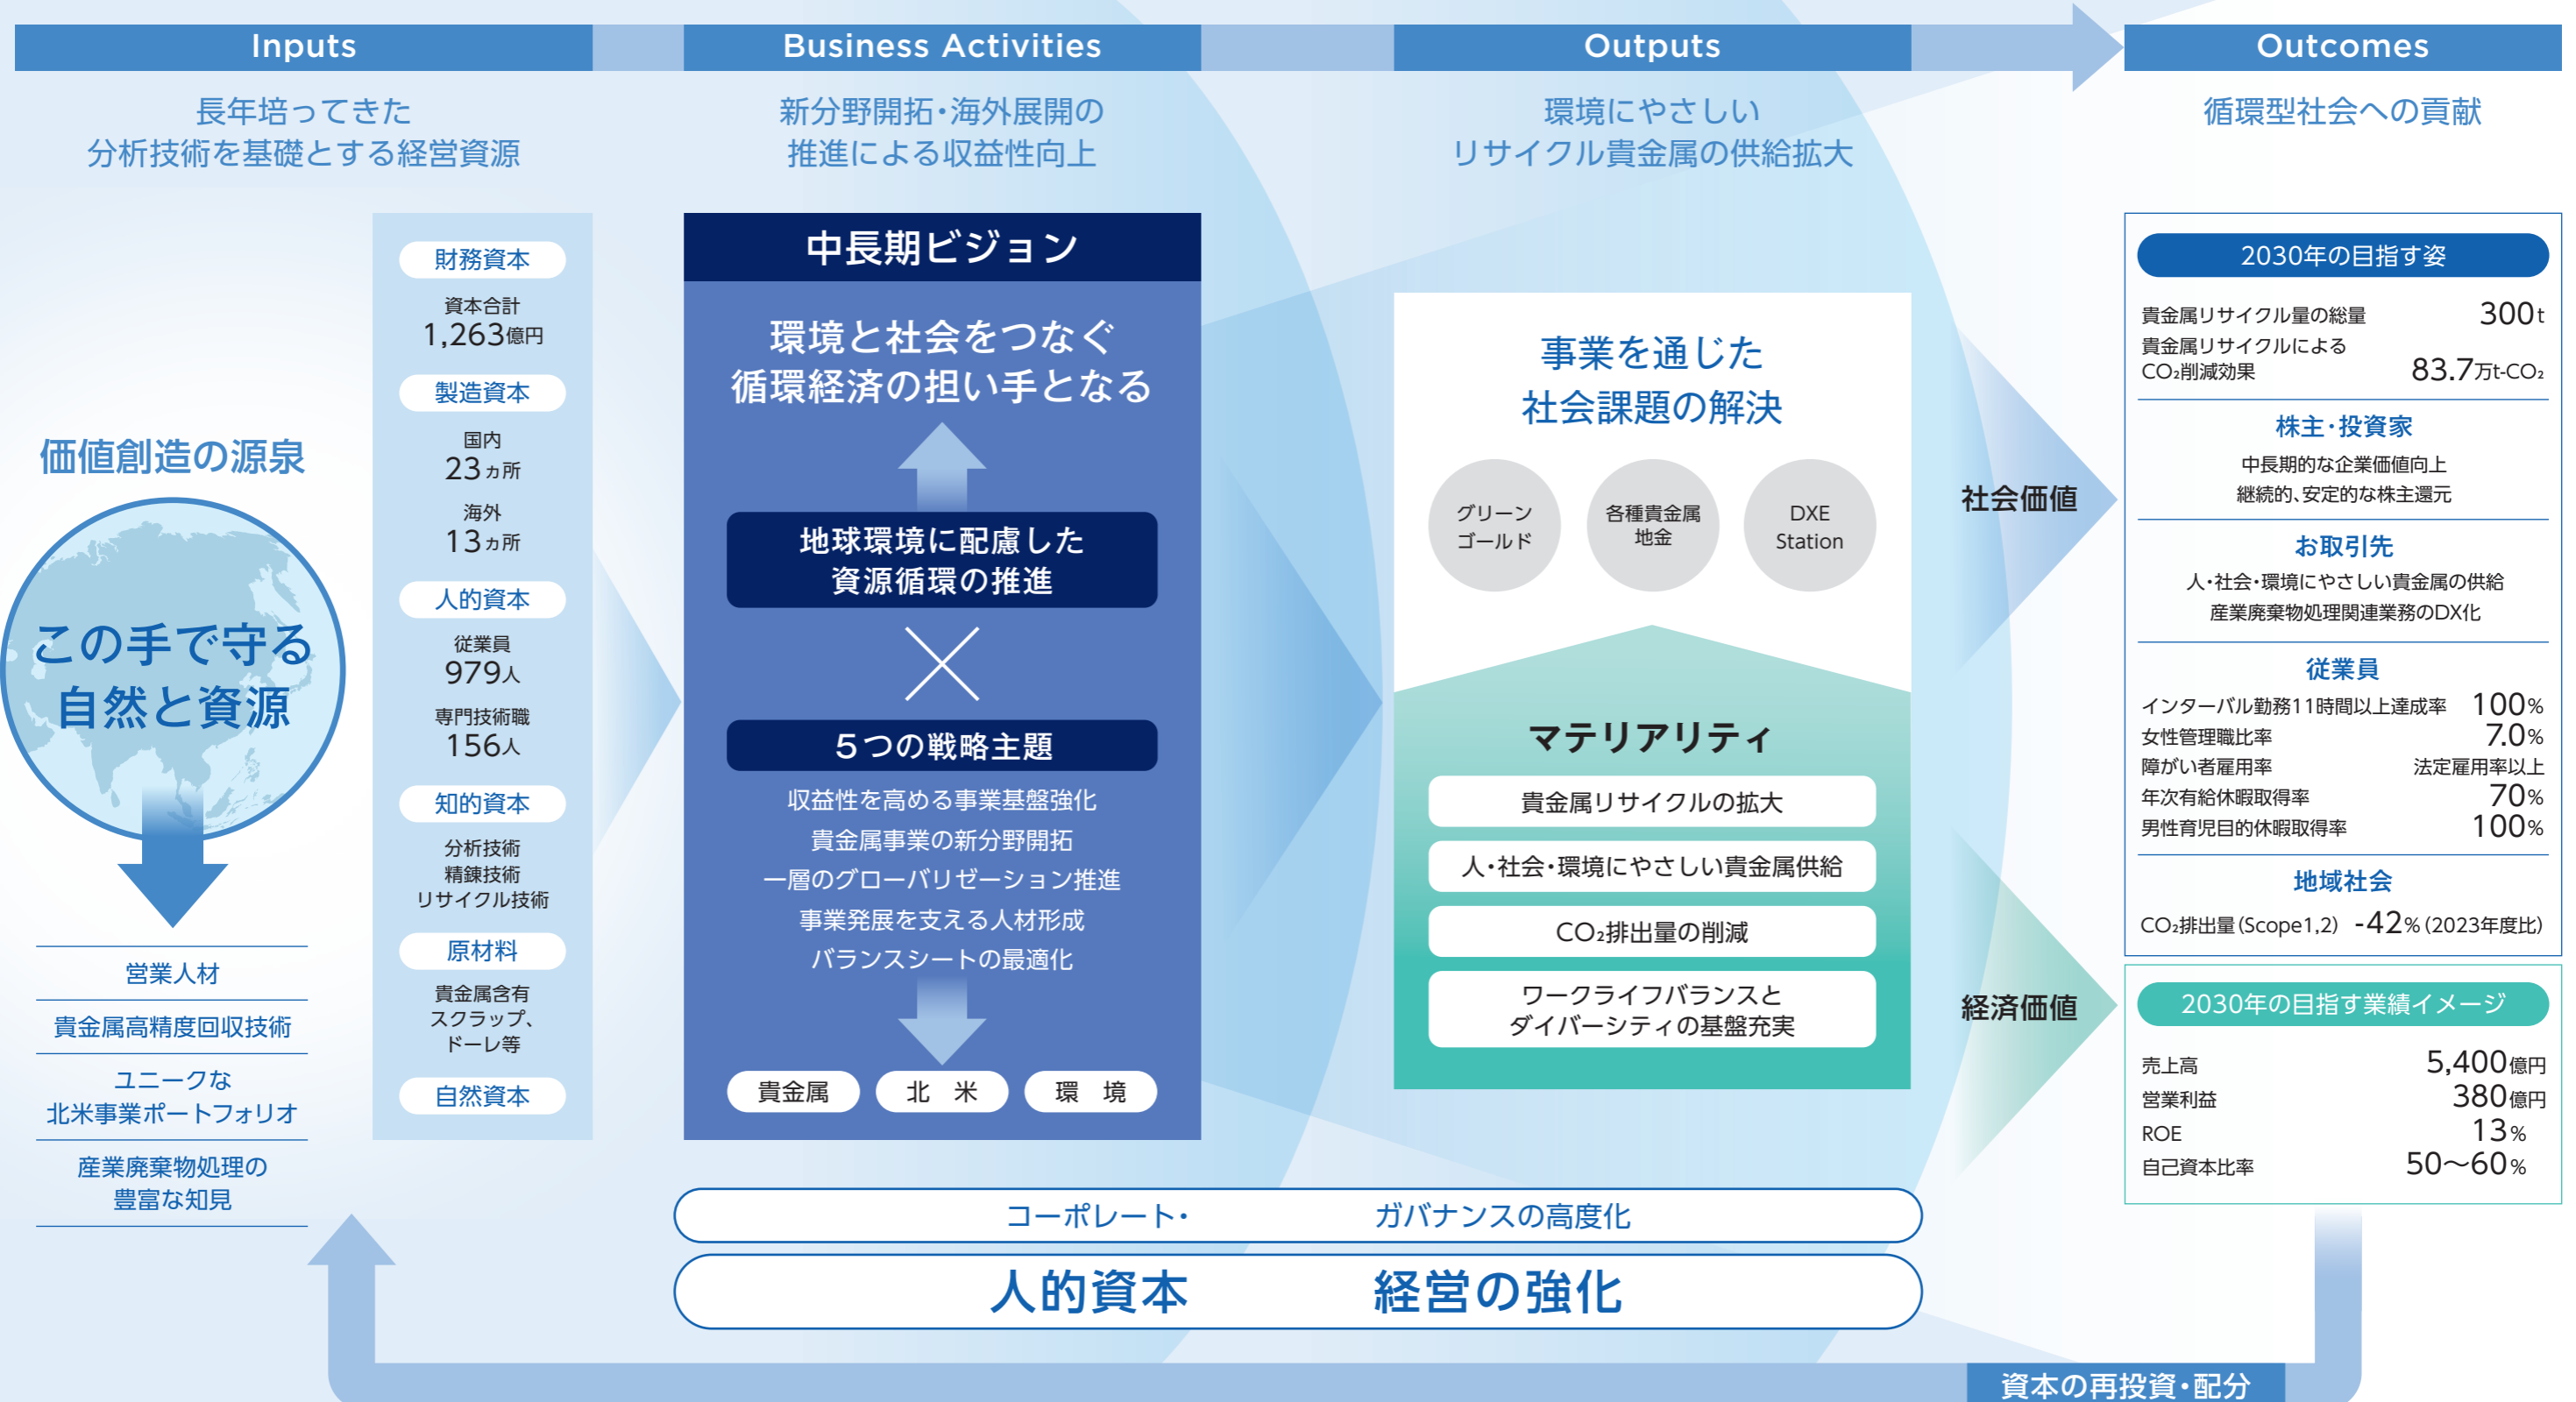 Inputs
Business Activities
Outputs
Outcomes
長年培ってきた
分析技術を基礎とする経営資源
新分野開拓・海外展開の
推進による収益性向上
環境にやさしい
リサイクル貴金属の供給拡大
循環型社会への貢献
価値創造の源泉
この手で守る
自然と資源
営業人材
貴金属高精度回収技術
ユニークな
北米事業ポートフォリオ
産業廃棄物処理の
豊富な知見
財務資本
資本合計
1,263億円
製造資本
国内
23ヵ所
海外
13ヵ所
人的資本
従業員
979人
専門技術職
156人
知的資本
分析技術
精錬技術
リサイクル技術
原材料
貴金属含有
スクラップ、
ドーレ等
自然資本
中長期ビジョン
環境と社会をつなぐ
循環経済の担い手となる
地球環境に配慮した
資源循環の推進
5つの戦略主題
収益性を高める事業基盤強化
貴金属事業の新分野開拓
一層のグローバリゼーション推進
事業発展を支える人材形成
バランスシートの最適化
貴金属 北 米 環 境
事業を通じた
社会課題の解決
グリーン
ゴールド
各種貴金属
地金
DXE
Station
マテリアリティ
貴金属リサイクルの拡大
人・社会・環境にやさしい貴金属供給
CO₂排出量の削減
ワークライフバランスと
ダイバーシティの基盤充実
社会価値
経済価値
2030年の目指す姿
貴金属リサイクル量の総量 300t
貴金属リサイクルによる
CO₂削減効果 83.7万t-CO₂
株主・投資家
中長期的な企業価値向上
継続的、安定的な株主還元
お取引先
人・社会・環境にやさしい貴金属の供給
産業廃棄物処理関連業務のDX化
従業員
インターバル勤務11時間以上達成率 100%
女性管理職比率 7.0%
障がい者雇用率 法定雇用率以上
年次有給休暇取得率 70%
男性育児目的休暇取得率 100%
地域社会
CO₂排出量(Scope1,2) -42%(2023年度比)
2030年の目指す業績イメージ
売上高 5,400億円
営業利益 380億円
ROE 13%
自己資本比率 50〜60%
コーポレート・ ガバナンスの高度化
人的資本 経営の強化
資本の再投資・配分